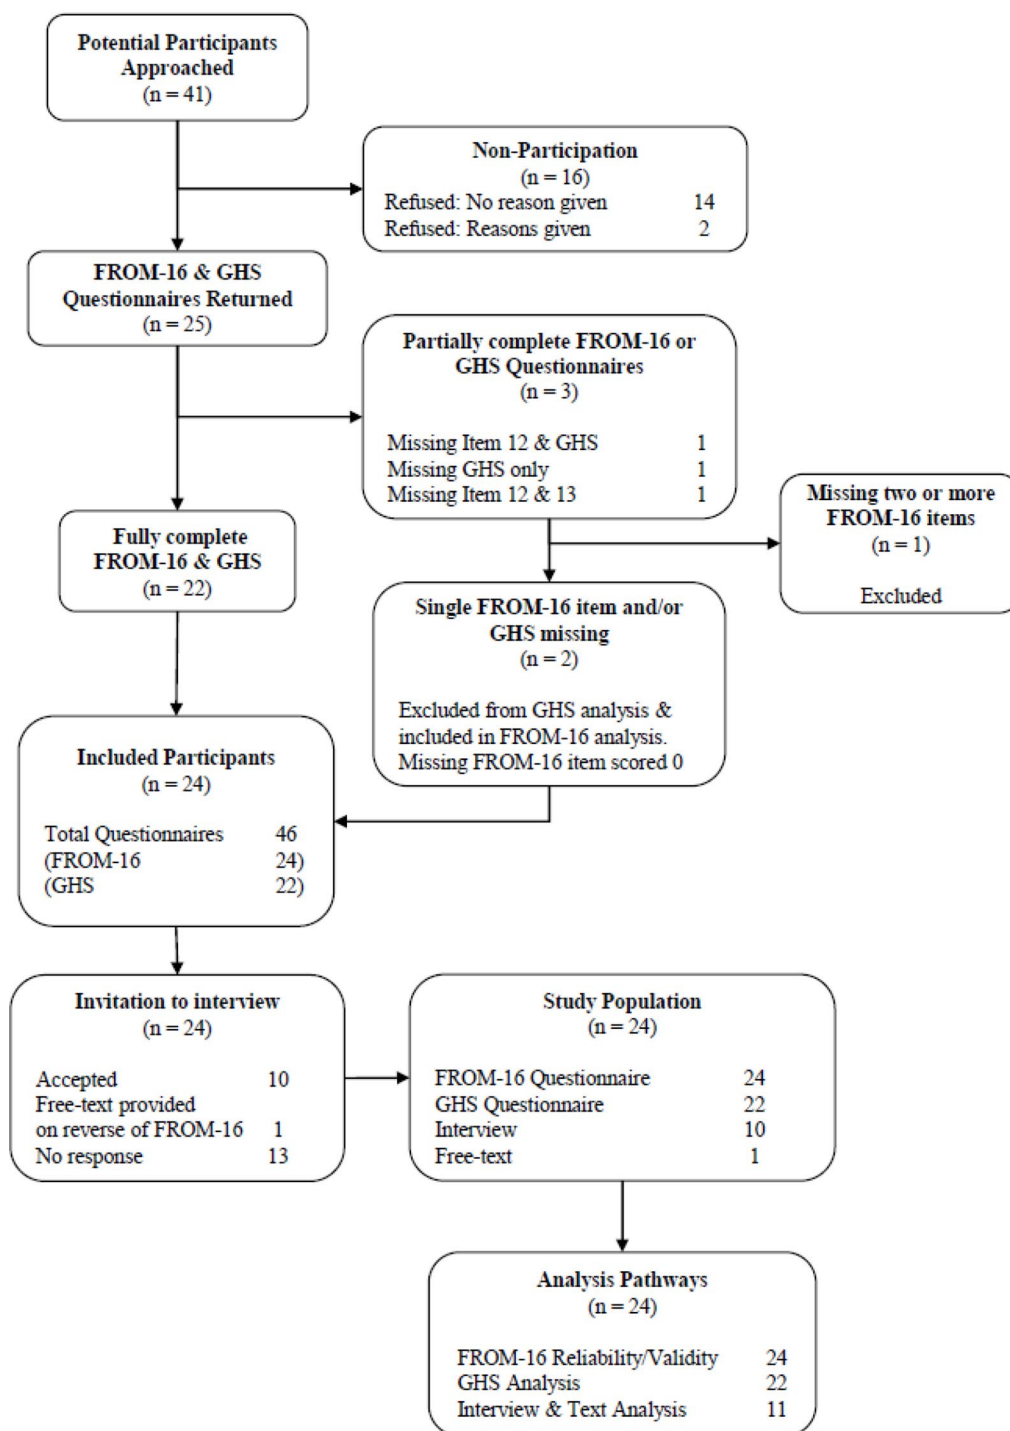 Potential Participants
Approached
(n = 41)
Non-Participation
(n = 16)
Refused: No reason given 14
Refused: Reasons given 2
FROM-16 & GHS
Questionnaires Returned
(n = 25)
Partially complete FROM-16 or
GHS Questionnaires
(n = 3)
Missing Item 12 & GHS 1
Missing GHS only 1
Missing Item 12 & 13 1
Missing two or more
FROM-16 items
(n = 1)
Excluded
Fully complete
FROM-16 & GHS
(n = 22)
Single FROM-16 item and/or
GHS missing
(n = 2)
Excluded from GHS analysis &
included in FROM-16 analysis.
Missing FROM-16 item scored 0
Included Participants
(n = 24)
Total Questionnaires 46
(FROM-16 24)
(GHS 22)
Invitation to interview
(n = 24)
Accepted 10
Free-text provided
on reverse of FROM-16 1
No response 13
Study Population
(n = 24)
FROM-16 Questionnaire 24
GHS Questionnaire 22
Interview 10
Free-text 1
Analysis Pathways
(n = 24)
FROM-16 Reliability/Validity 24
GHS Analysis 22
Interview & Text Analysis 11